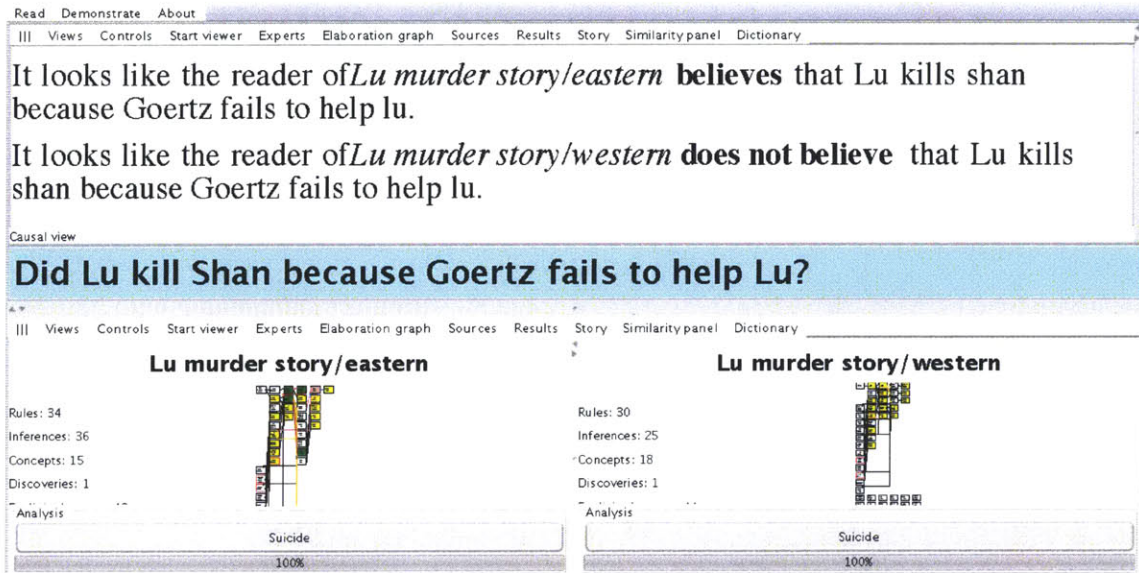 Read Demonstrate About
||| Views Controls Start viewer Experts Elaboration graph Sources Results Story Similarity panel Dictionary
It looks like the reader ofLu murder story/eastern believes that Lu kills shan
because Goertz fails to help lu.
It looks like the reader ofLu murder story/western does not believe that Lu kills
shan because Goertz fails to help lu.
Causal view
Did Lu kill Shan because Goertz fails to help Lu?
||| Views Controls Start viewer Experts Elaboration graph Sources Results Story Similarity panel Dictionary
Lu murder story/eastern
Rules: 34
Inferences: 36
Concepts: 15
Discoveries: 1
Analysis
Suicide
100%
Lu murder story/western
Rules: 30
Inferences: 25
Concepts: 18
Discoveries: 1
Analysis
Suicide
100%